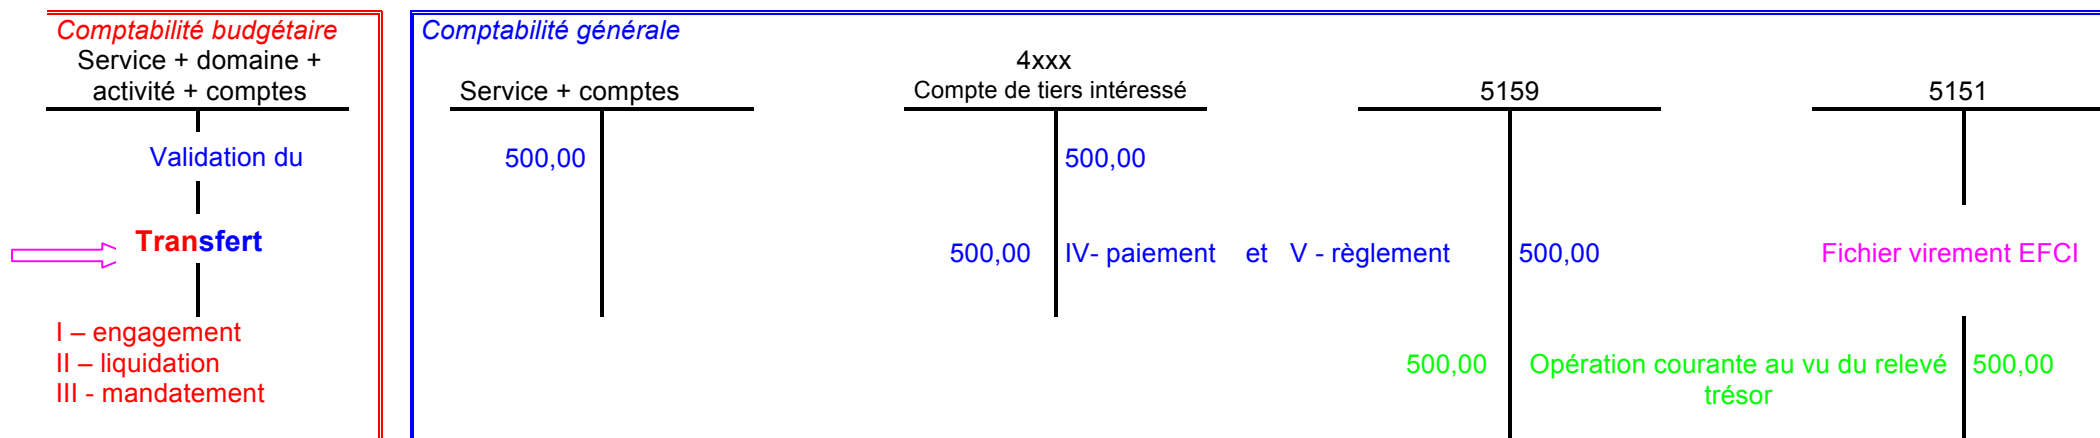 Comptabilité budgétaire
Service + domaine +
activité + comptes
Validation du
Transfert
I – engagement
II – liquidation
III - mandatement
Comptabilité générale
Service + comptes
4xxx
Compte de tiers intéressé
5159
5151
500,00
500,00
500,00 IV- paiement et V - règlement 500,00
Fichier virement EFCI
500,00 Opération courante au vu du relevé 500,00
trésor